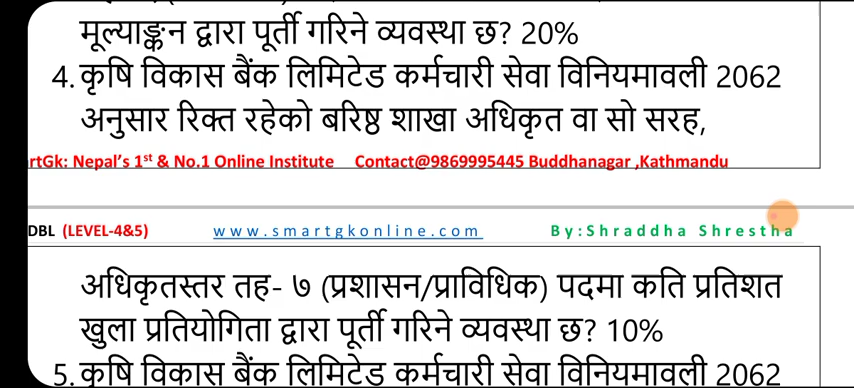 मूल्याङ्कन द्वारा पूर्ती गरिने व्यवस्था छ? 20%
4. कृषि विकास बैंक लिमिटेड कर्मचारी सेवा विनियमावली 2062
अनुसार रिक्त रहेको बरिष्ठ शाखा अधिकृत वा सो सरह,
rtGk: Nepal's 1st & No.1 Online Institute Contact@9869995445 Buddhanagar ,Kathmandu
DBL (LEVEL-4&5) www.smartgkonline.com By:Shraddha Shrestha
अधिकृतस्तर तह- ७ (प्रशासन/प्राविधिक) पदमा कति प्रतिशत
खुला प्रतियोगिता द्वारा पूर्ती गरिने व्यवस्था छ? 10%
5. कृषि विकास बैंक लिमिटेड कर्मचारी सेवा विनियमावली 2062